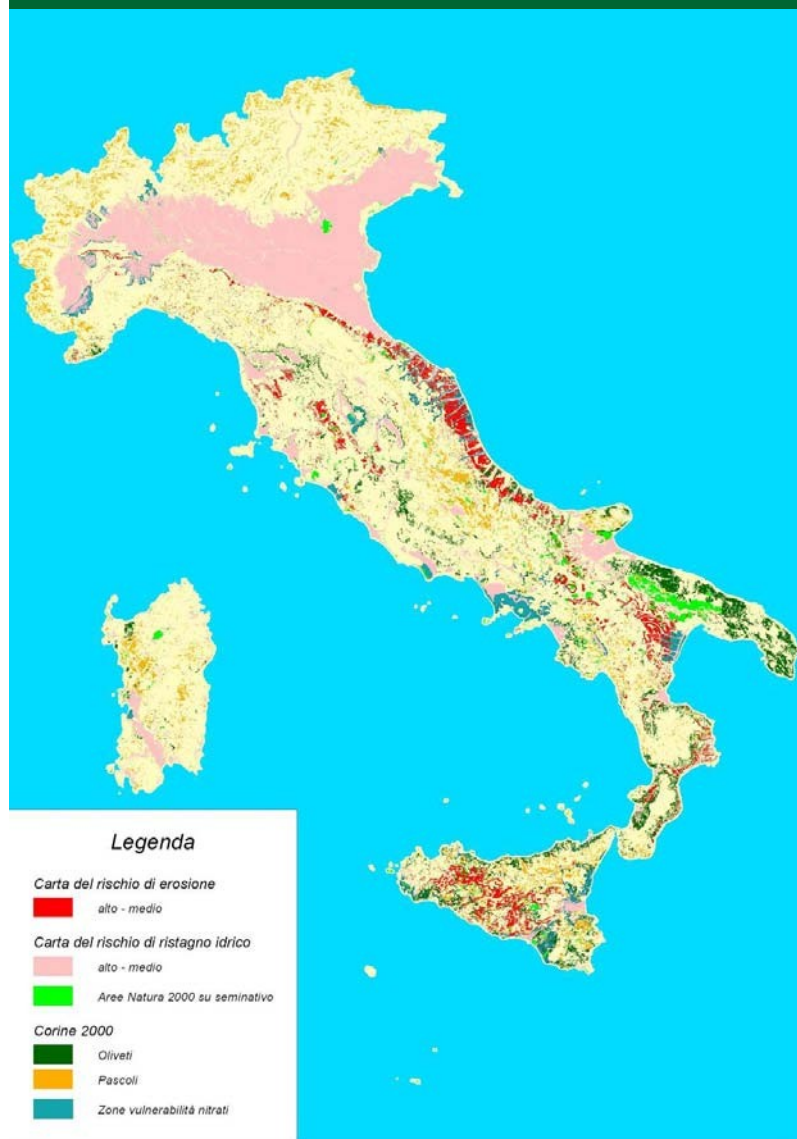 Legenda
Carta del rischio di erosione
alto - medio
Carta del rischio di ristagno idrico
alto - medio
Aree Natura 2000 su seminativo
Corine 2000
Oliveti
Pascoli
Zone vulnerabilità nitrati